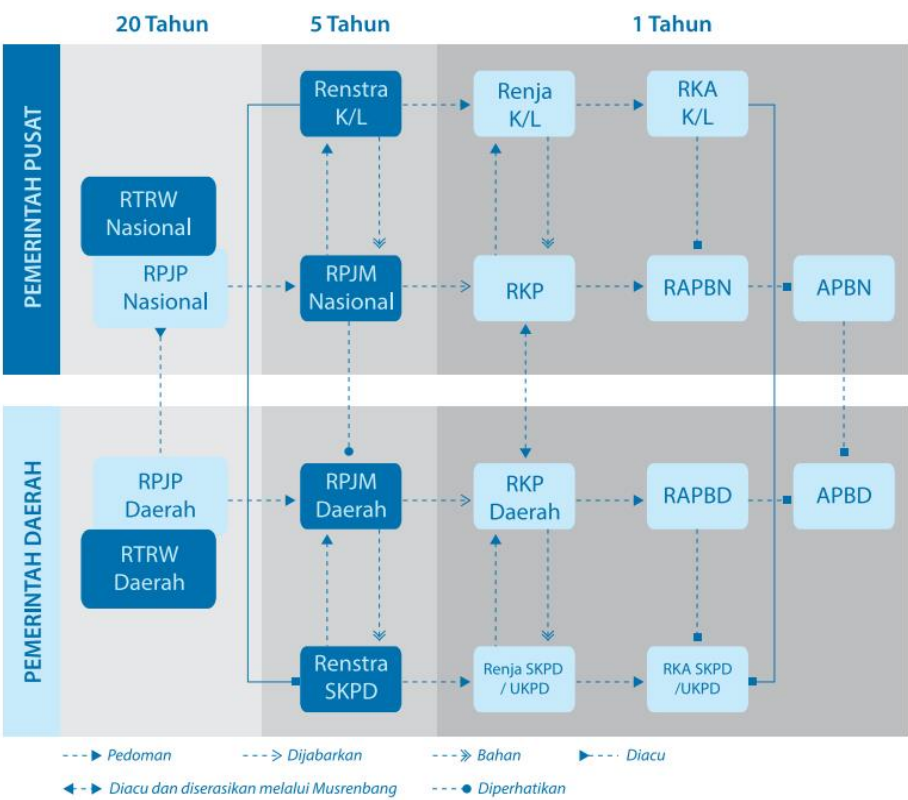 20 Tahun
5 Tahun
1 Tahun
PEMERINTAH PUSAT
Renstra
K/L
Renja
K/L
RKA
K/L
RTRW
Nasional
RPJP
Nasional
RPJM
Nasional
RKP
RAPBN
APBN
PEMERINTAH DAERAH
RPJP
Daerah
RPJM
Daerah
RKP
Daerah
RAPBD
APBD
RTRW
Daerah
Renstra
SKPD
Renja SKPD
/ UKPD
RKA SKPD
/UKPD
Pedoman
Dijabarkan
Bahan
Diacu
Diacu dan diserasikan melalui Musrenbang
Diperhatikan